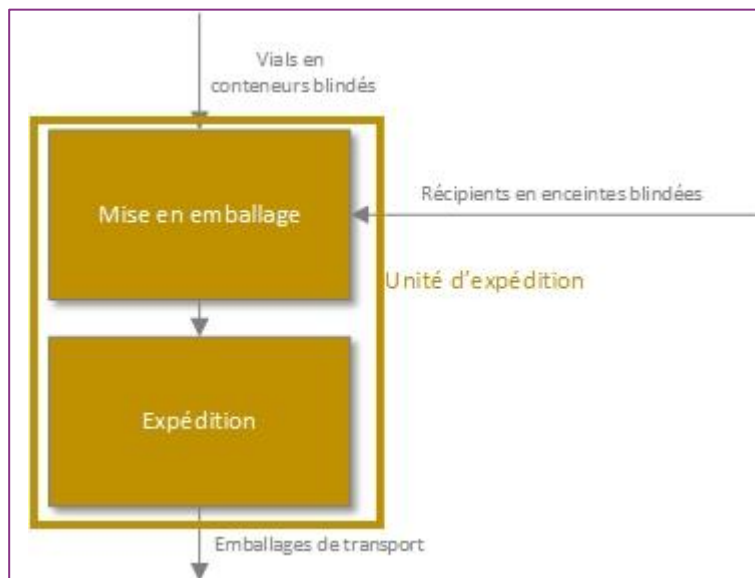 Vials en
conteneurs blindés
Récipients en enceintes blindées
Mise en emballage
Unité d'expédition
Expédition
Emballages de transport